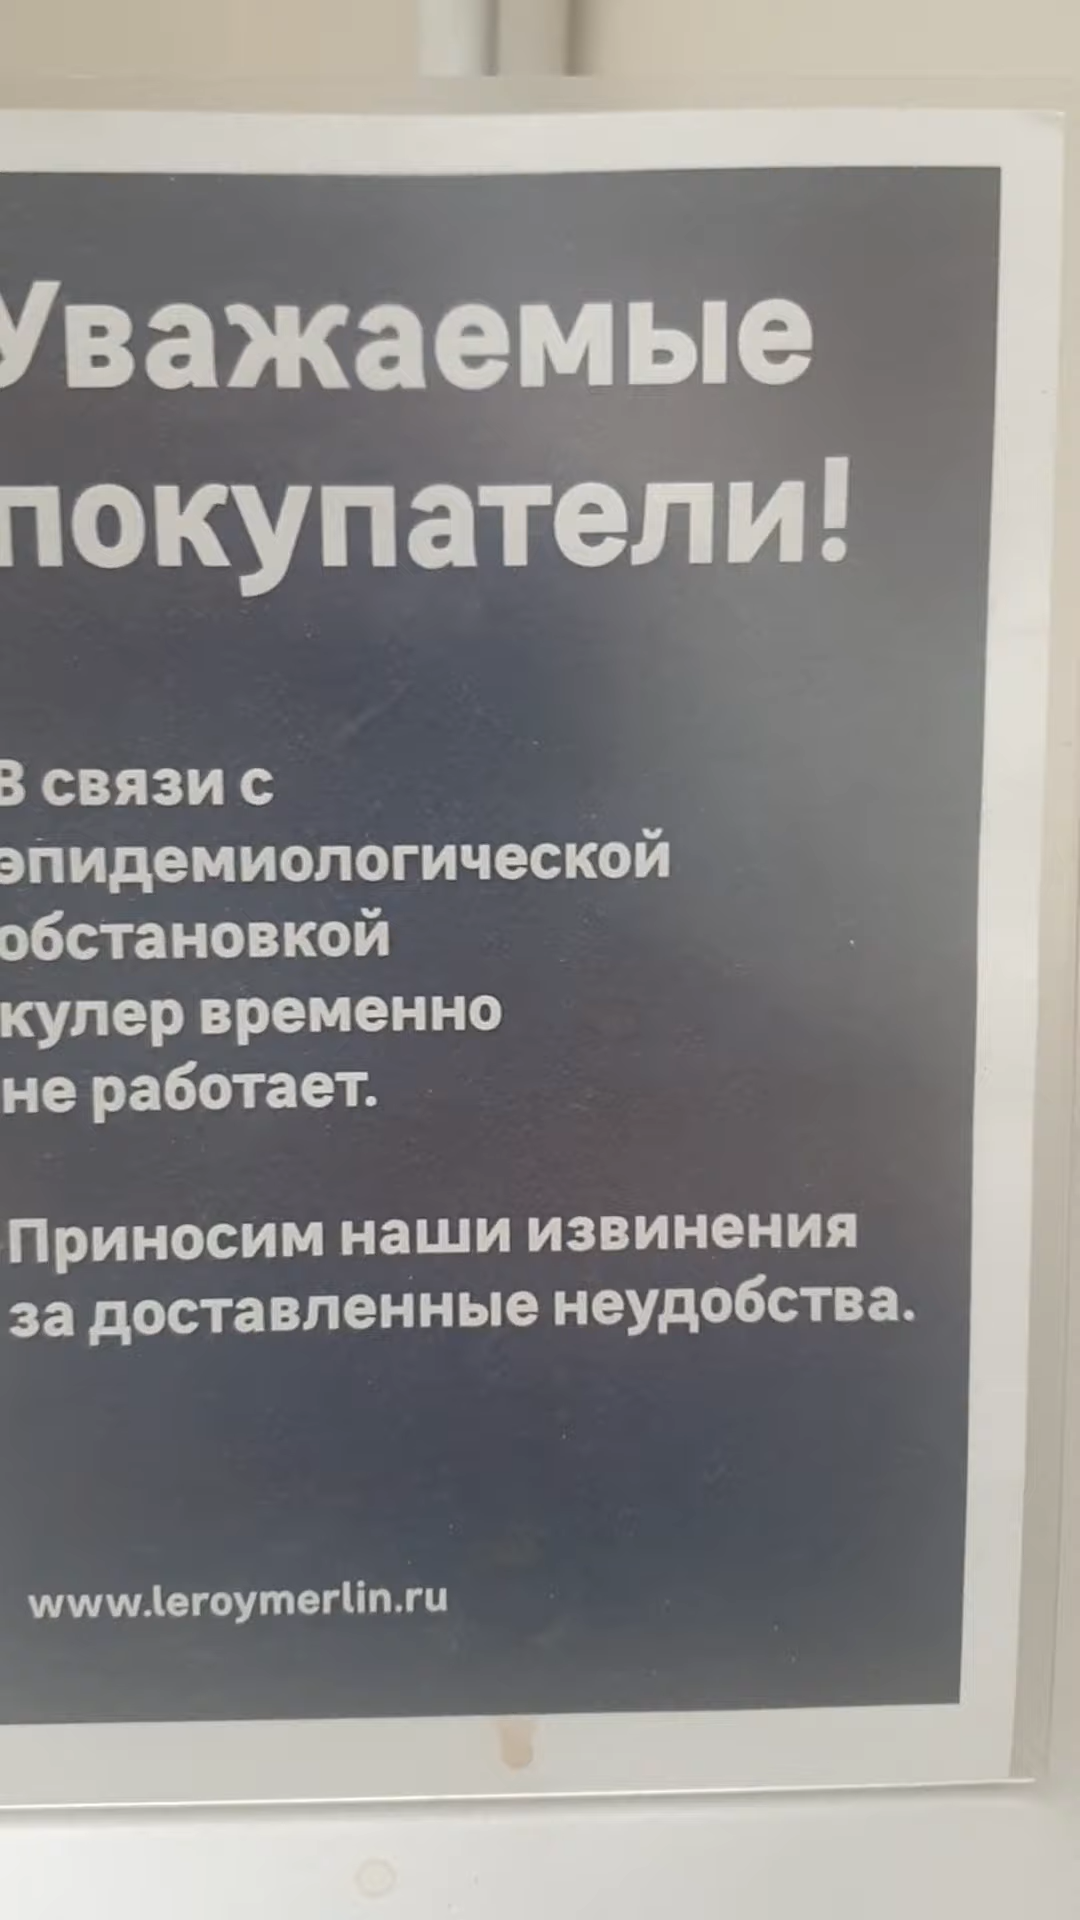 Уважаемые
покупатели!
В связи с
эпидемиологической
обстановкой
кулер временно
не работает.
Приносим наши извинения
за доставленные неудобства.
www.leroymerlin.ru